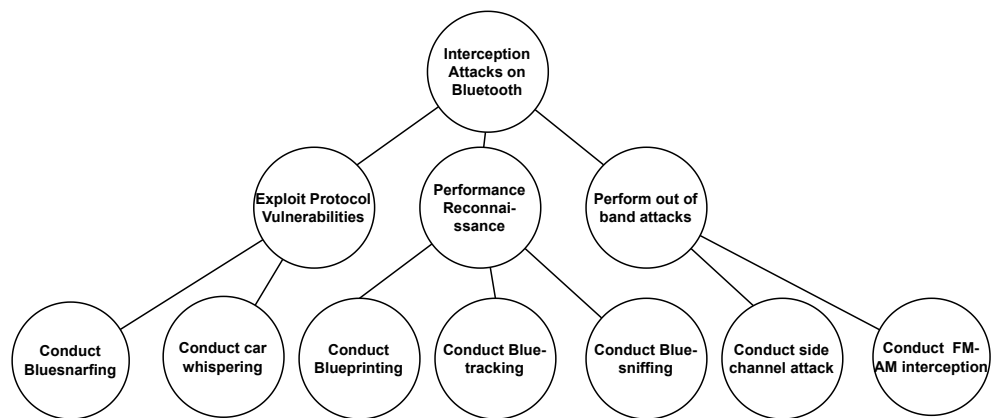 Interception
Attacks on
Bluetooth
Exploit Protocol
Vulnerabilities
Performance
Reconnai-
ssance
Perform out of
band attacks
Conduct
Bluesnarfing
Conduct car
whispering
Conduct
Blueprinting
Conduct Blue-
tracking
Conduct Blue-
sniffing
Conduct side
channel attack
Conduct FM-
AM interception